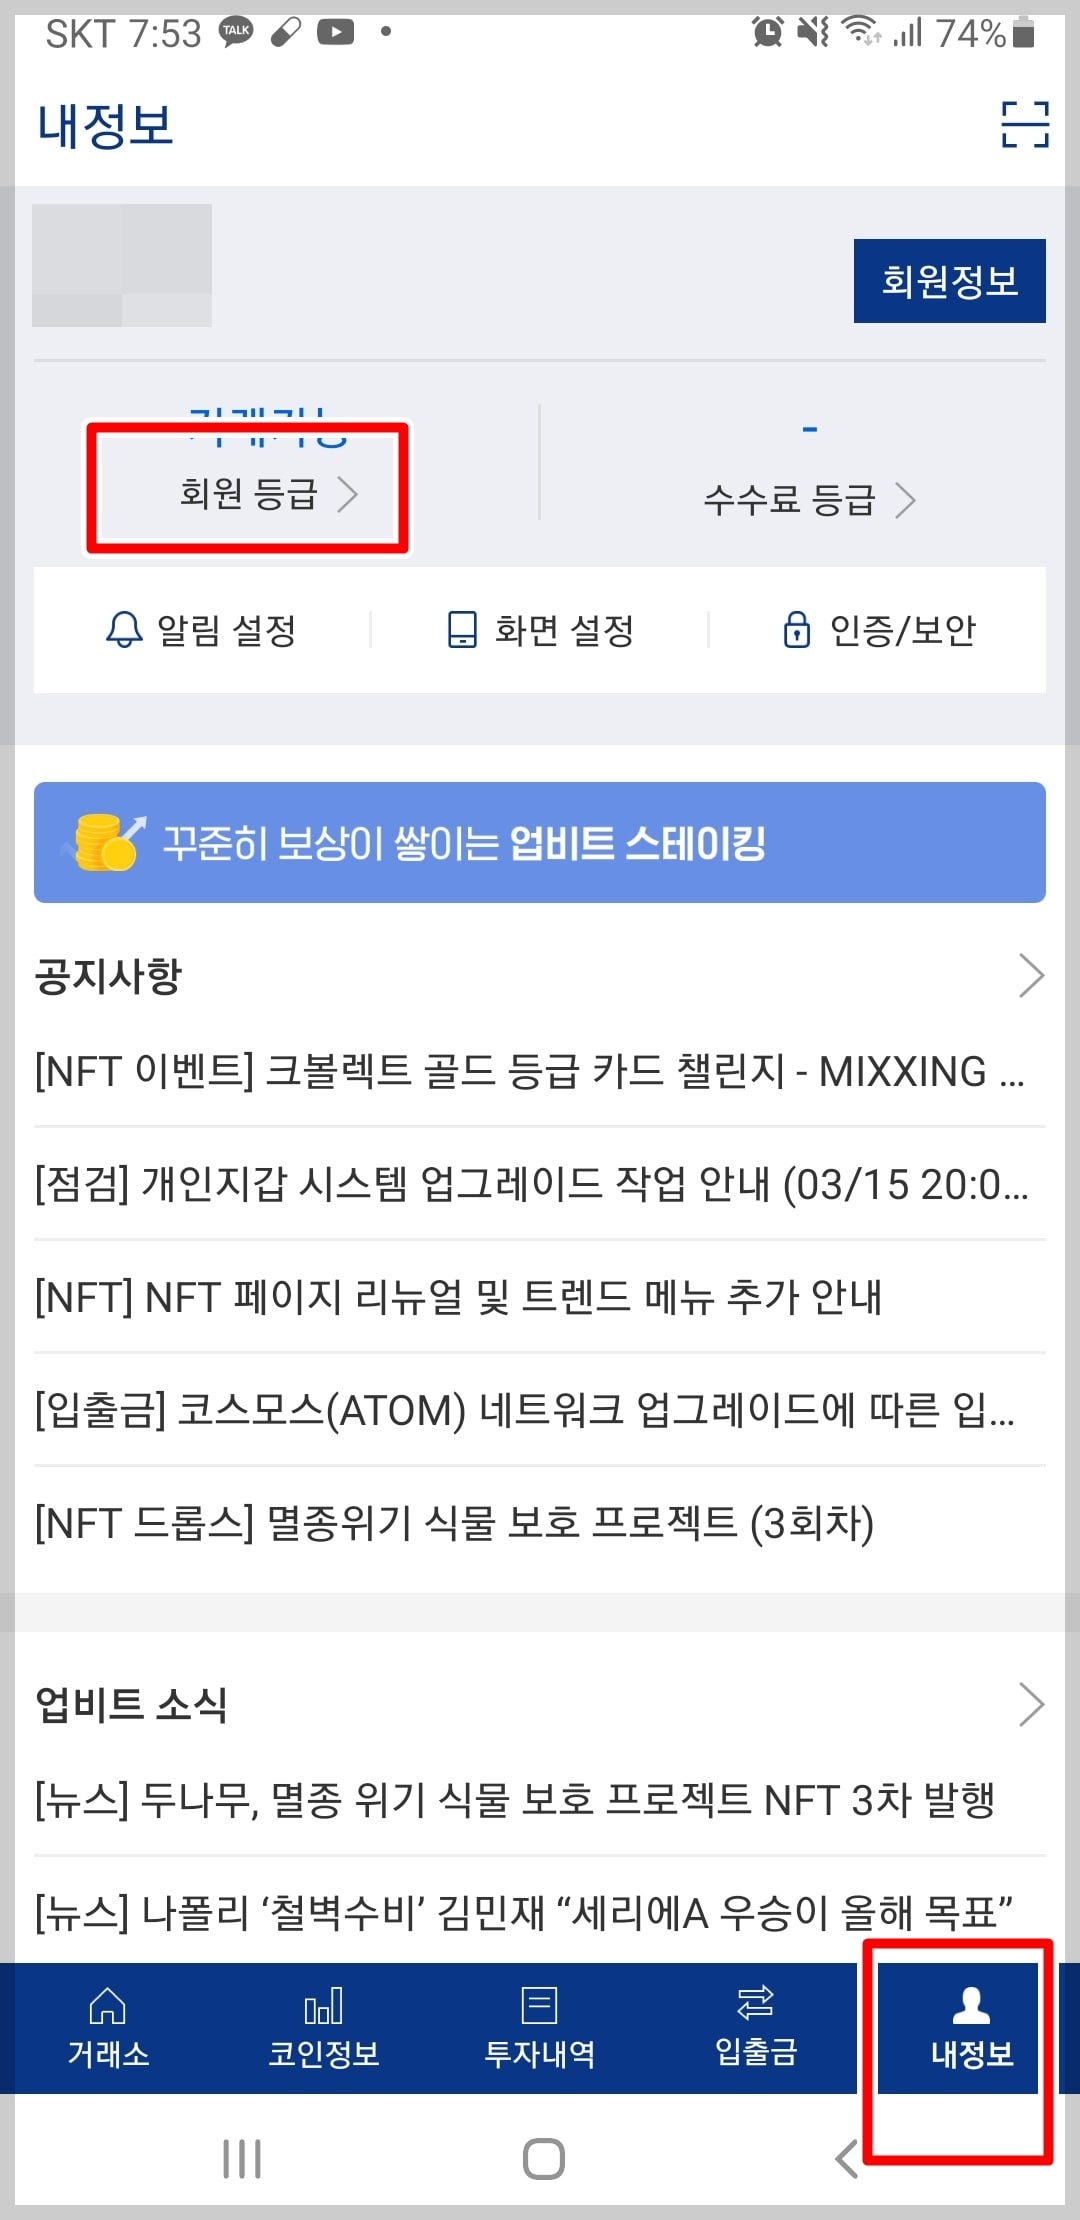 SKT 7:53 TALK
74%
내정보
회원정보
거래가능
-
회원 등급
수수료 등급
알림 설정
화면 설정
인증/보안
꾸준히 보상이 쌓이는 업비트 스테이킹
공지사항
[NFT 이벤트] 크볼렉트 골드 등급 카드 챌린지 - MIXXING ...
[점검] 개인지갑 시스템 업그레이드 작업 안내 (03/15 20:0...
[NFT] NFT 페이지 리뉴얼 및 트렌드 메뉴 추가 안내
[입출금] 코스모스(ATOM) 네트워크 업그레이드에 따른 입...
[NFT 드롭스] 멸종위기 식물 보호 프로젝트 (3회차)
업비트 소식
[뉴스] 두나무, 멸종 위기 식물 보호 프로젝트 NFT 3차 발행
[뉴스] 나폴리 ‘철벽수비’ 김민재 “세리에A 우승이 올해 목표”
거래소
코인정보
투자내역
입출금
내정보